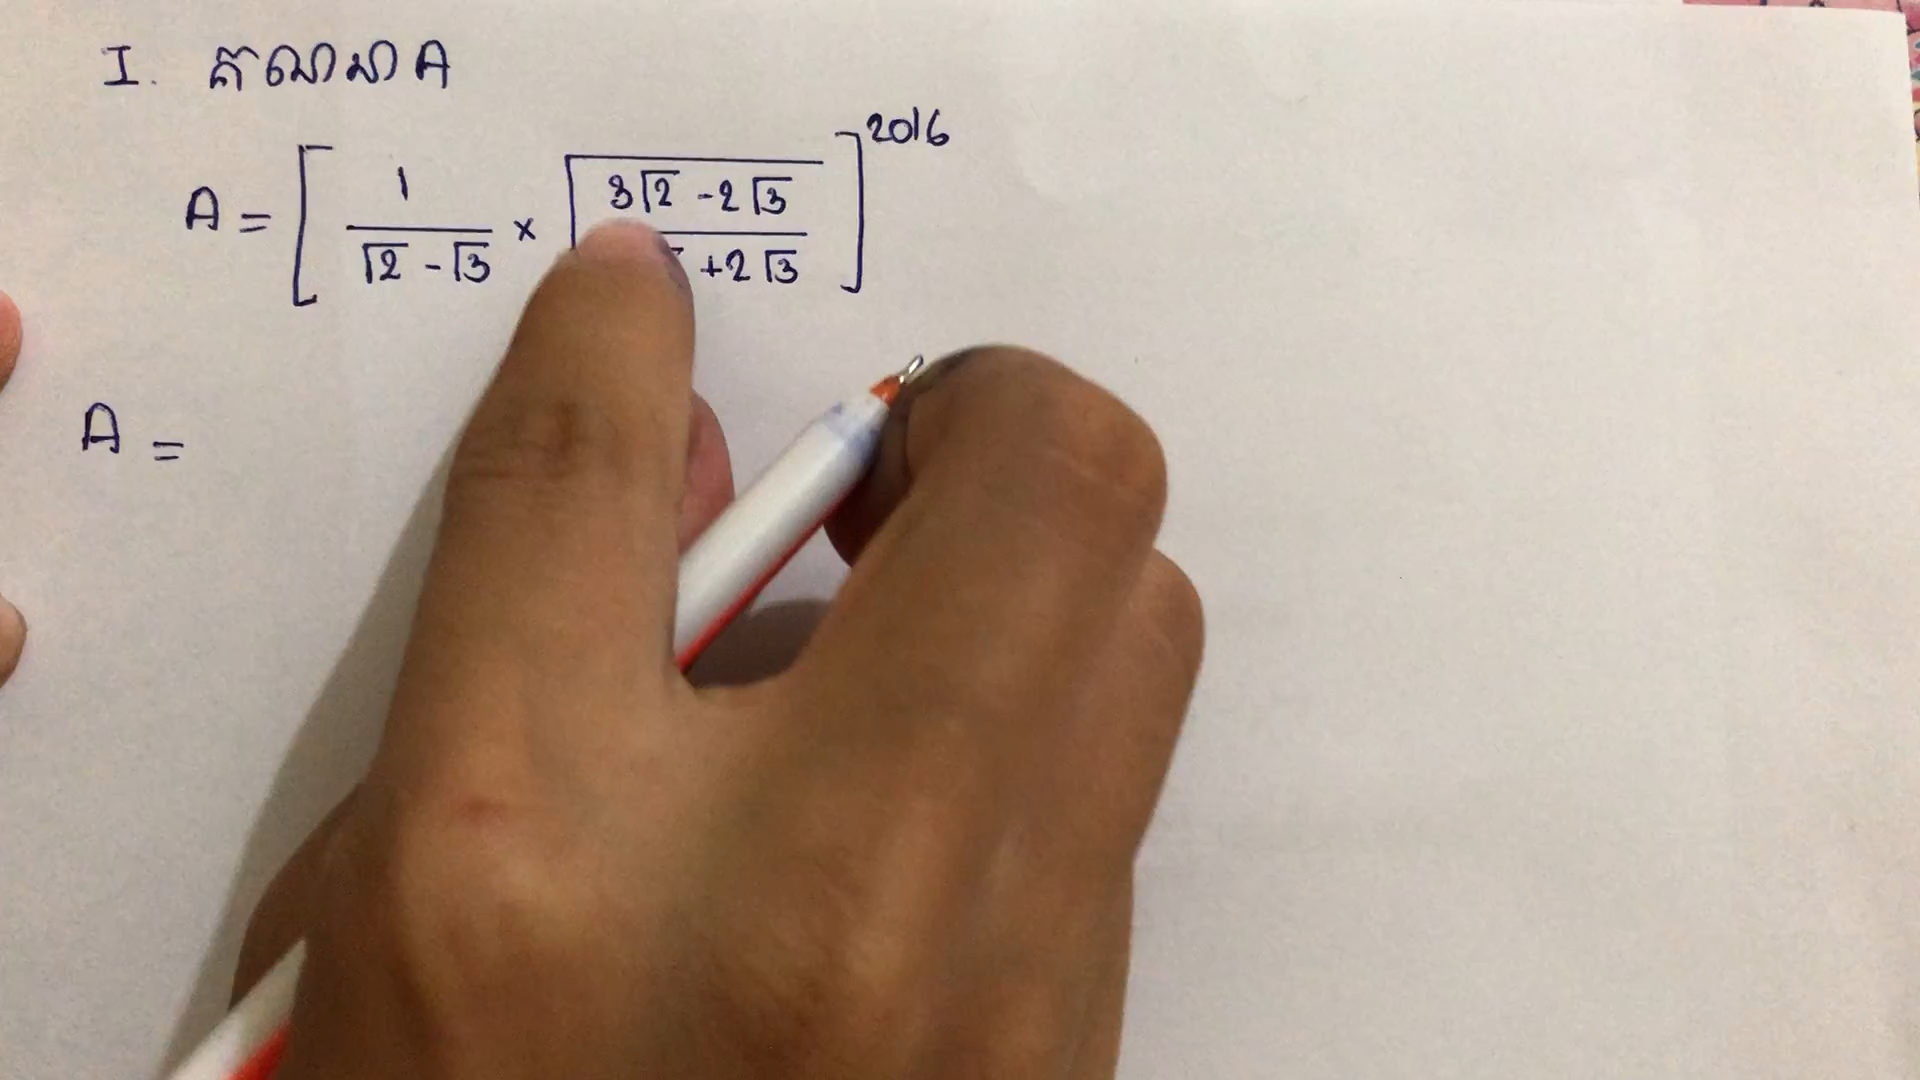 I. គណនា A
A = [ 1/(√2 - √3) × √((3√2 - 2√3)/( + 2√3)) ]^2016
A =